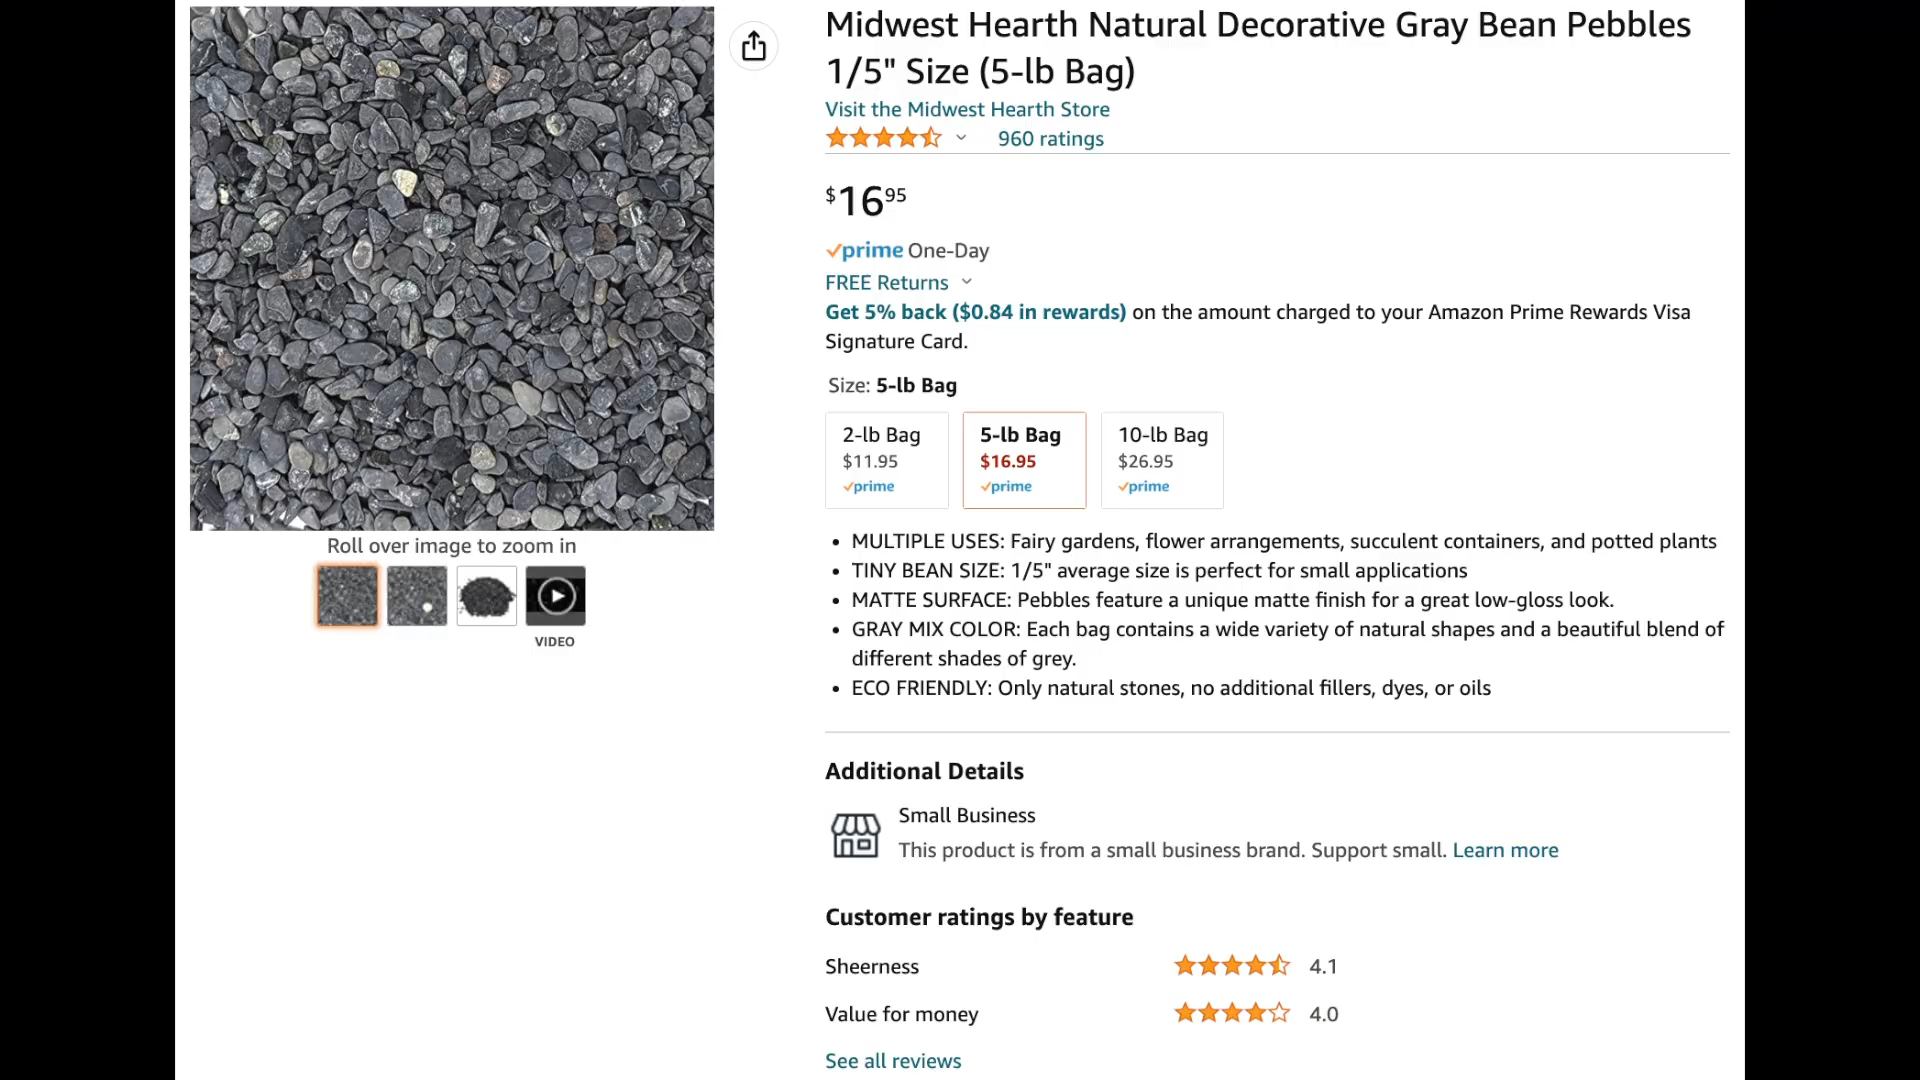 Midwest Hearth Natural Decorative Gray Bean Pebbles
1/5" Size (5-lb Bag)
Visit the Midwest Hearth Store
960 ratings
$1695
prime One-Day
FREE Returns
Get 5% back ($0.84 in rewards) on the amount charged to your Amazon Prime Rewards Visa
Signature Card.
Size: 5-lb Bag
2-lb Bag
$11.95
prime
5-lb Bag
$16.95
prime
10-lb Bag
$26.95
prime
Roll over image to zoom in
VIDEO
• MULTIPLE USES: Fairy gardens, flower arrangements, succulent containers, and potted plants
• TINY BEAN SIZE: 1/5" average size is perfect for small applications
• MATTE SURFACE: Pebbles feature a unique matte finish for a great low-gloss look.
• GRAY MIX COLOR: Each bag contains a wide variety of natural shapes and a beautiful blend of
different shades of grey.
• ECO FRIENDLY: Only natural stones, no additional fillers, dyes, or oils
Additional Details
Small Business
This product is from a small business brand. Support small. Learn more
Customer ratings by feature
Sheerness 4.1
Value for money 4.0
See all reviews